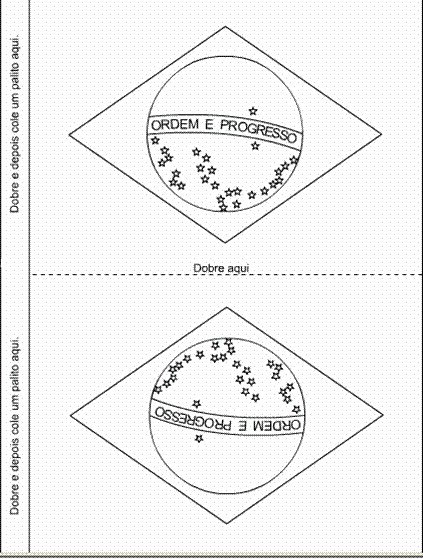 Dobre e depois cole um palito aqui.
ORDEM E PROGRESSO
Dobre aqui
Dobre e depois cole um palito aqui.
ORDEM E PROGRESSO